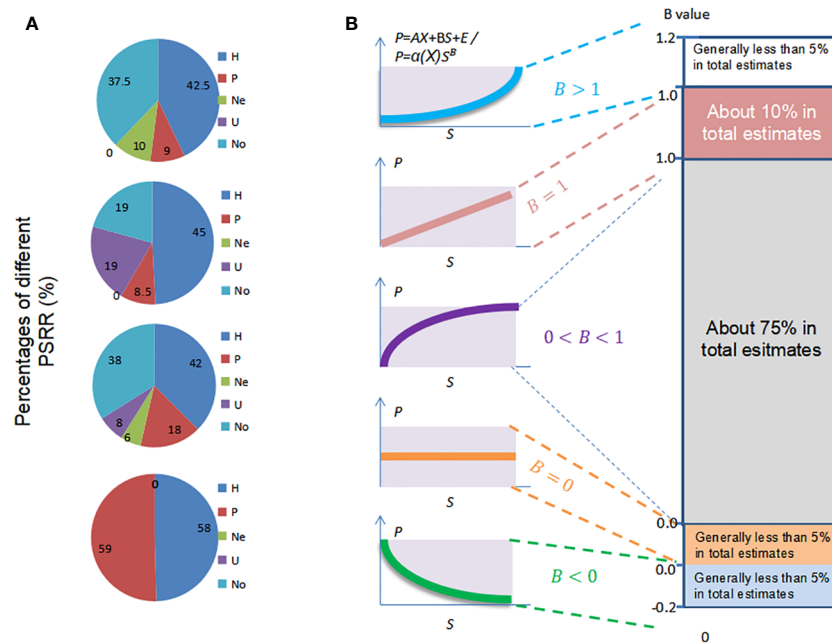 A
Percentages of different
PSRR (%)
37.5
42.5
0
10
9
H
P
Ne
U
No
19
45
19
0
8.5
H
P
Ne
U
No
38
42
8
6
18
H
P
Ne
U
No
0
59
58
H
P
Ne
U
No
B
P=AX+BS+E /
P=α(X)S^B
P
S
B > 1
P
S
B = 1
P
S
0 < B < 1
P
S
B = 0
P
S
B < 0
B value
1.2
Generally less than 5%
in total estimates
1.0
About 10% in
total estimates
1.0
About 75% in
total esitmates
0.0
Generally less than 5%
in total estimates
0.0
Generally less than 5%
in total estimates
-0.2
0